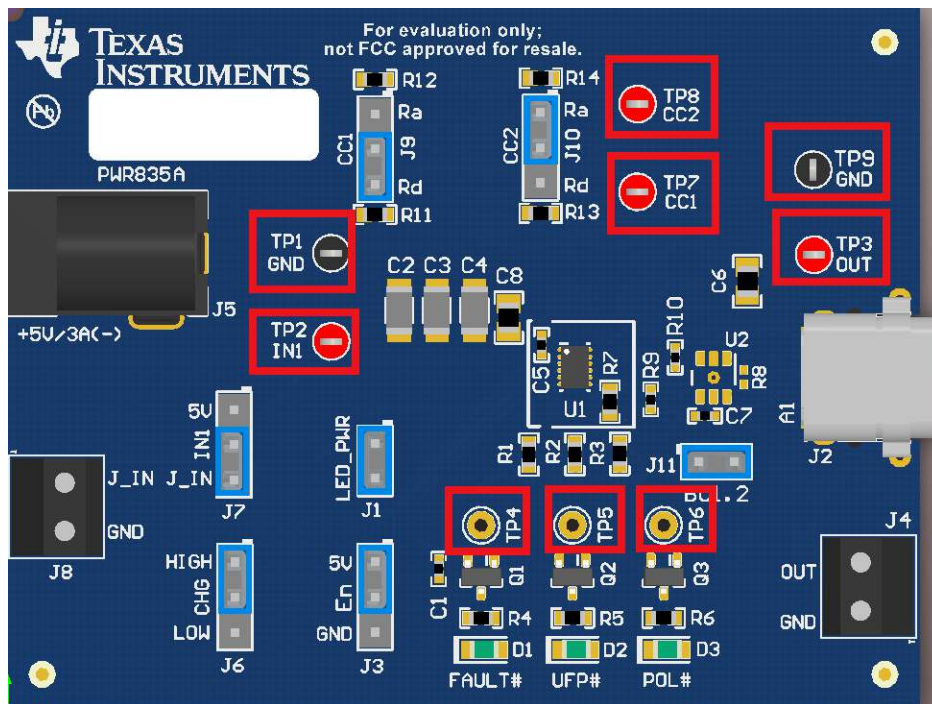 For evaluation only;
not FCC approved for resale.
TEXAS
INSTRUMENTS
Pb
PWR835A
R12
Ra
CC1
J9
Rd
R11
R14
Ra
CC2
J10
Rd
R13
TP8
CC2
TP7
CC1
TP9
GND
TP3
OUT
TP1
GND
TP2
IN1
J5
+5V/3A(-)
C2
C3
C4
C8
C6
C5
R7
U1
R9
R10
U2
R8
C7
A1
J2
5V
IN1
J_IN
J7
LED_PWR
J1
R1
R2
R3
J11
BC1.2
J_IN
GND
J8
TP4
TP5
TP6
J4
OUT
GND
HIGH
CHG
LOW
J6
5V
En
GND
J3
C1
Q1
Q2
Q3
R4
R5
R6
D1
D2
D3
FAULT#
UFP#
POL#